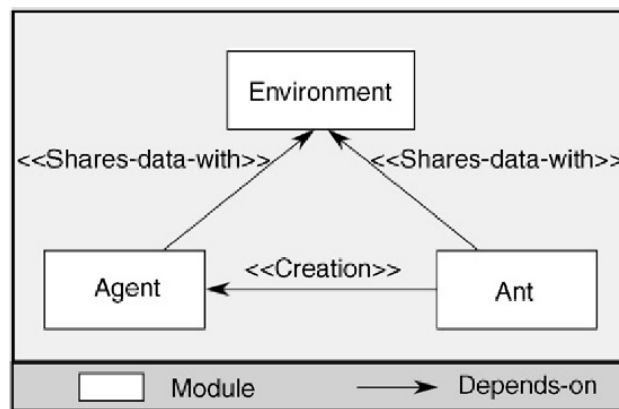 Environment
<<Shares-data-with>> <<Shares-data-with>>
<<Creation>>
Agent Ant
Module Depends-on